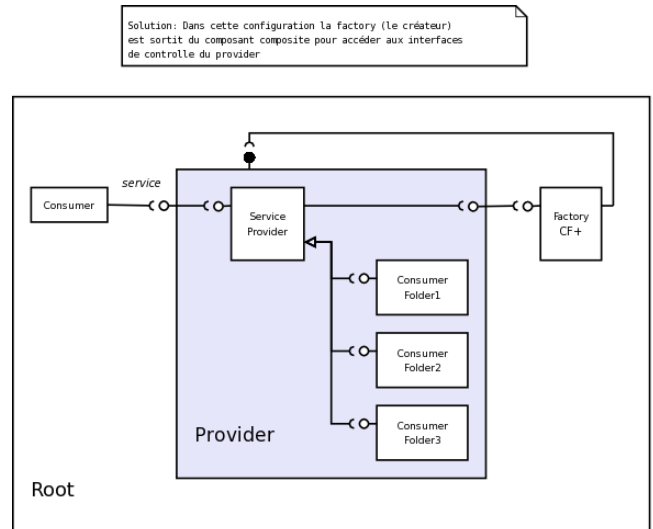 Solution: Dans cette configuration la factory (le créateur)
est sortit du composant composite pour accéder aux interfaces
de controlle du provider
service
Consumer
Service
Provider
Factory
CF+
Consumer
Folder1
Consumer
Folder2
Consumer
Folder3
Provider
Root